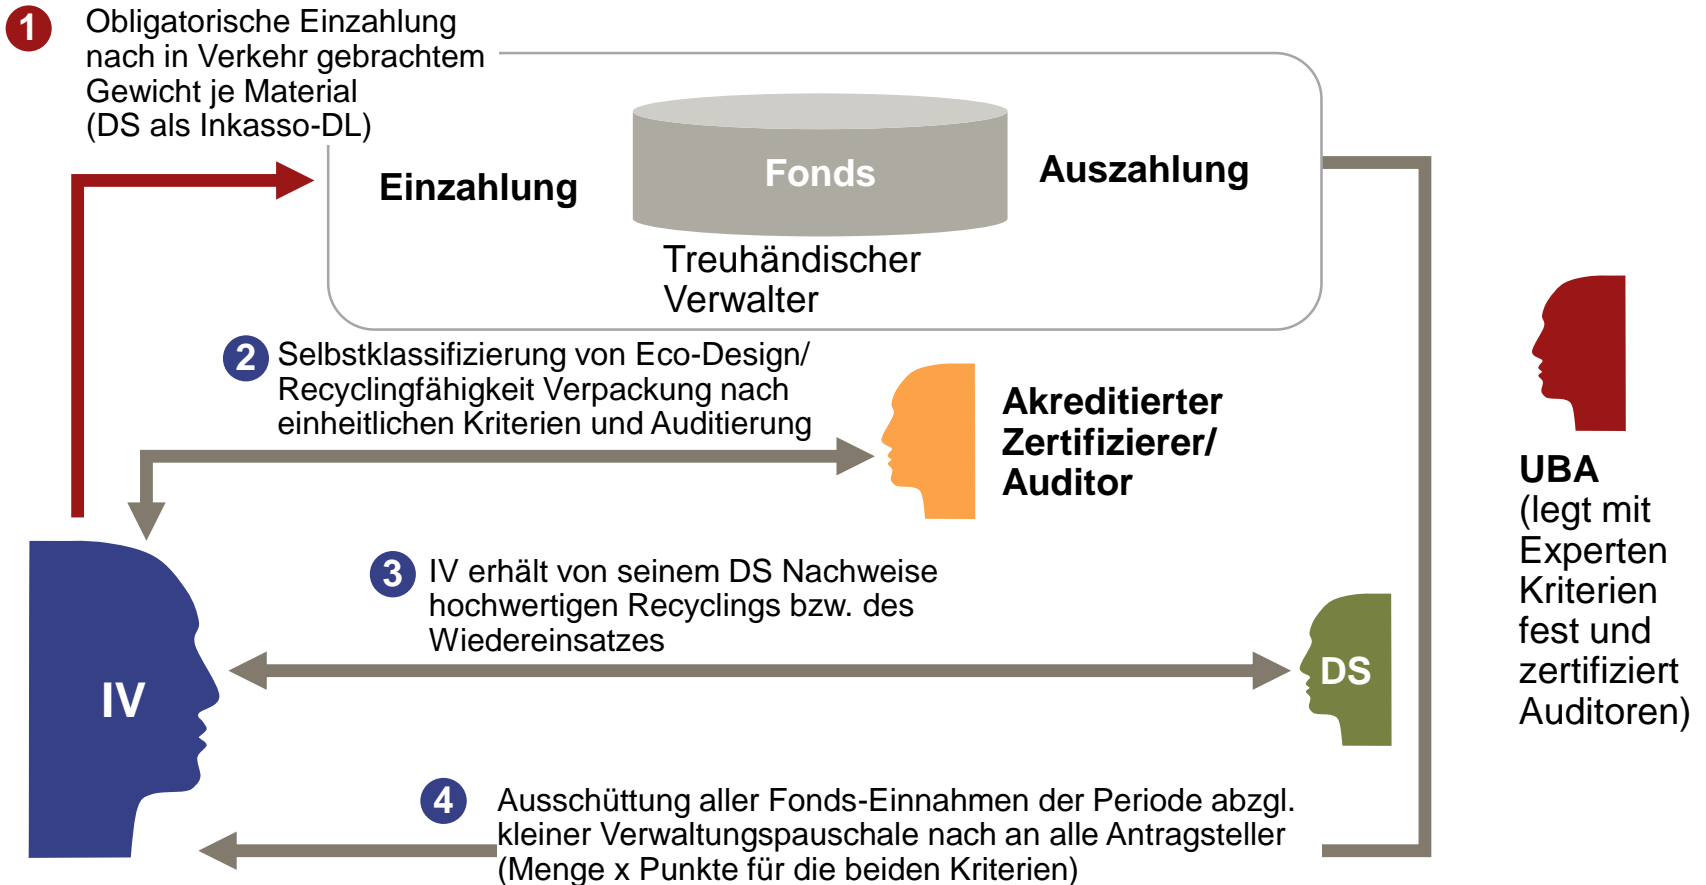 1
Obligatorische Einzahlung
nach in Verkehr gebrachtem
Gewicht je Material
(DS als Inkasso-DL)
Einzahlung
Fonds
Auszahlung
Treuhändischer
Verwalter
2
Selbstklassifizierung von Eco-Design/
Recyclingfähigkeit Verpackung nach
einheitlichen Kriterien und Auditierung
Akreditierter
Zertifizierer/
Auditor
UBA
(legt mit
Experten
Kriterien
fest und
zertifiziert
Auditoren)
3
IV erhält von seinem DS Nachweise
hochwertigen Recyclings bzw. des
Wiedereinsatzes
IV
DS
4
Ausschüttung aller Fonds-Einnahmen der Periode abzgl.
kleiner Verwaltungspauschale nach an alle Antragsteller
(Menge x Punkte für die beiden Kriterien)